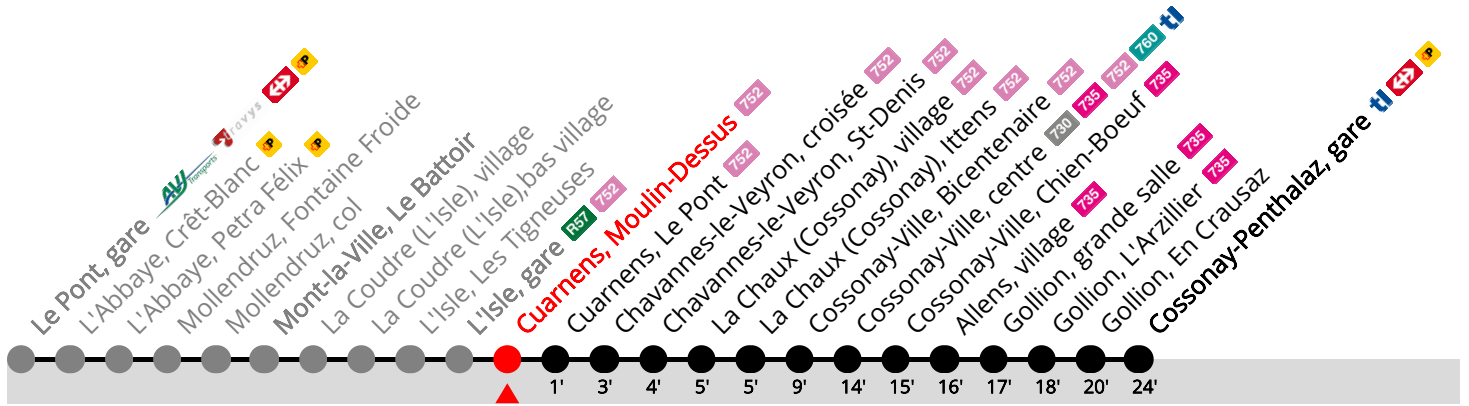 Le Pont, gare AVJ Transports travys P
L'Abbaye, Crêt-Blanc P
L'Abbaye, Petra Félix P
Mollendruz, Fontaine Froide
Mollendruz, col
Mont-la-Ville, Le Battoir
La Coudre (L'Isle), village
La Coudre (L'Isle),bas village
L'Isle, Les Tigneuses
L'Isle, gare R57 752
Cuarnens, Moulin-Dessus 752
Cuarnens, Le Pont 752
Chavannes-le-Veyron, croisée 752
Chavannes-le-Veyron, St-Denis 752
La Chaux (Cossonay), village 752
La Chaux (Cossonay), Ittens 752
Cossonay-Ville, Bicentenaire 752
Cossonay-Ville, centre 730 735 752 760 tl
Cossonay-Ville, Chien-Boeuf 735
Allens, village 735
Gollion, grande salle 735
Gollion, L'Arzillier 735
Gollion, En Crausaz
Cossonay-Penthalaz, gare tl P
1' 3' 4' 5' 5' 9' 14' 15' 16' 17' 18' 20' 24'